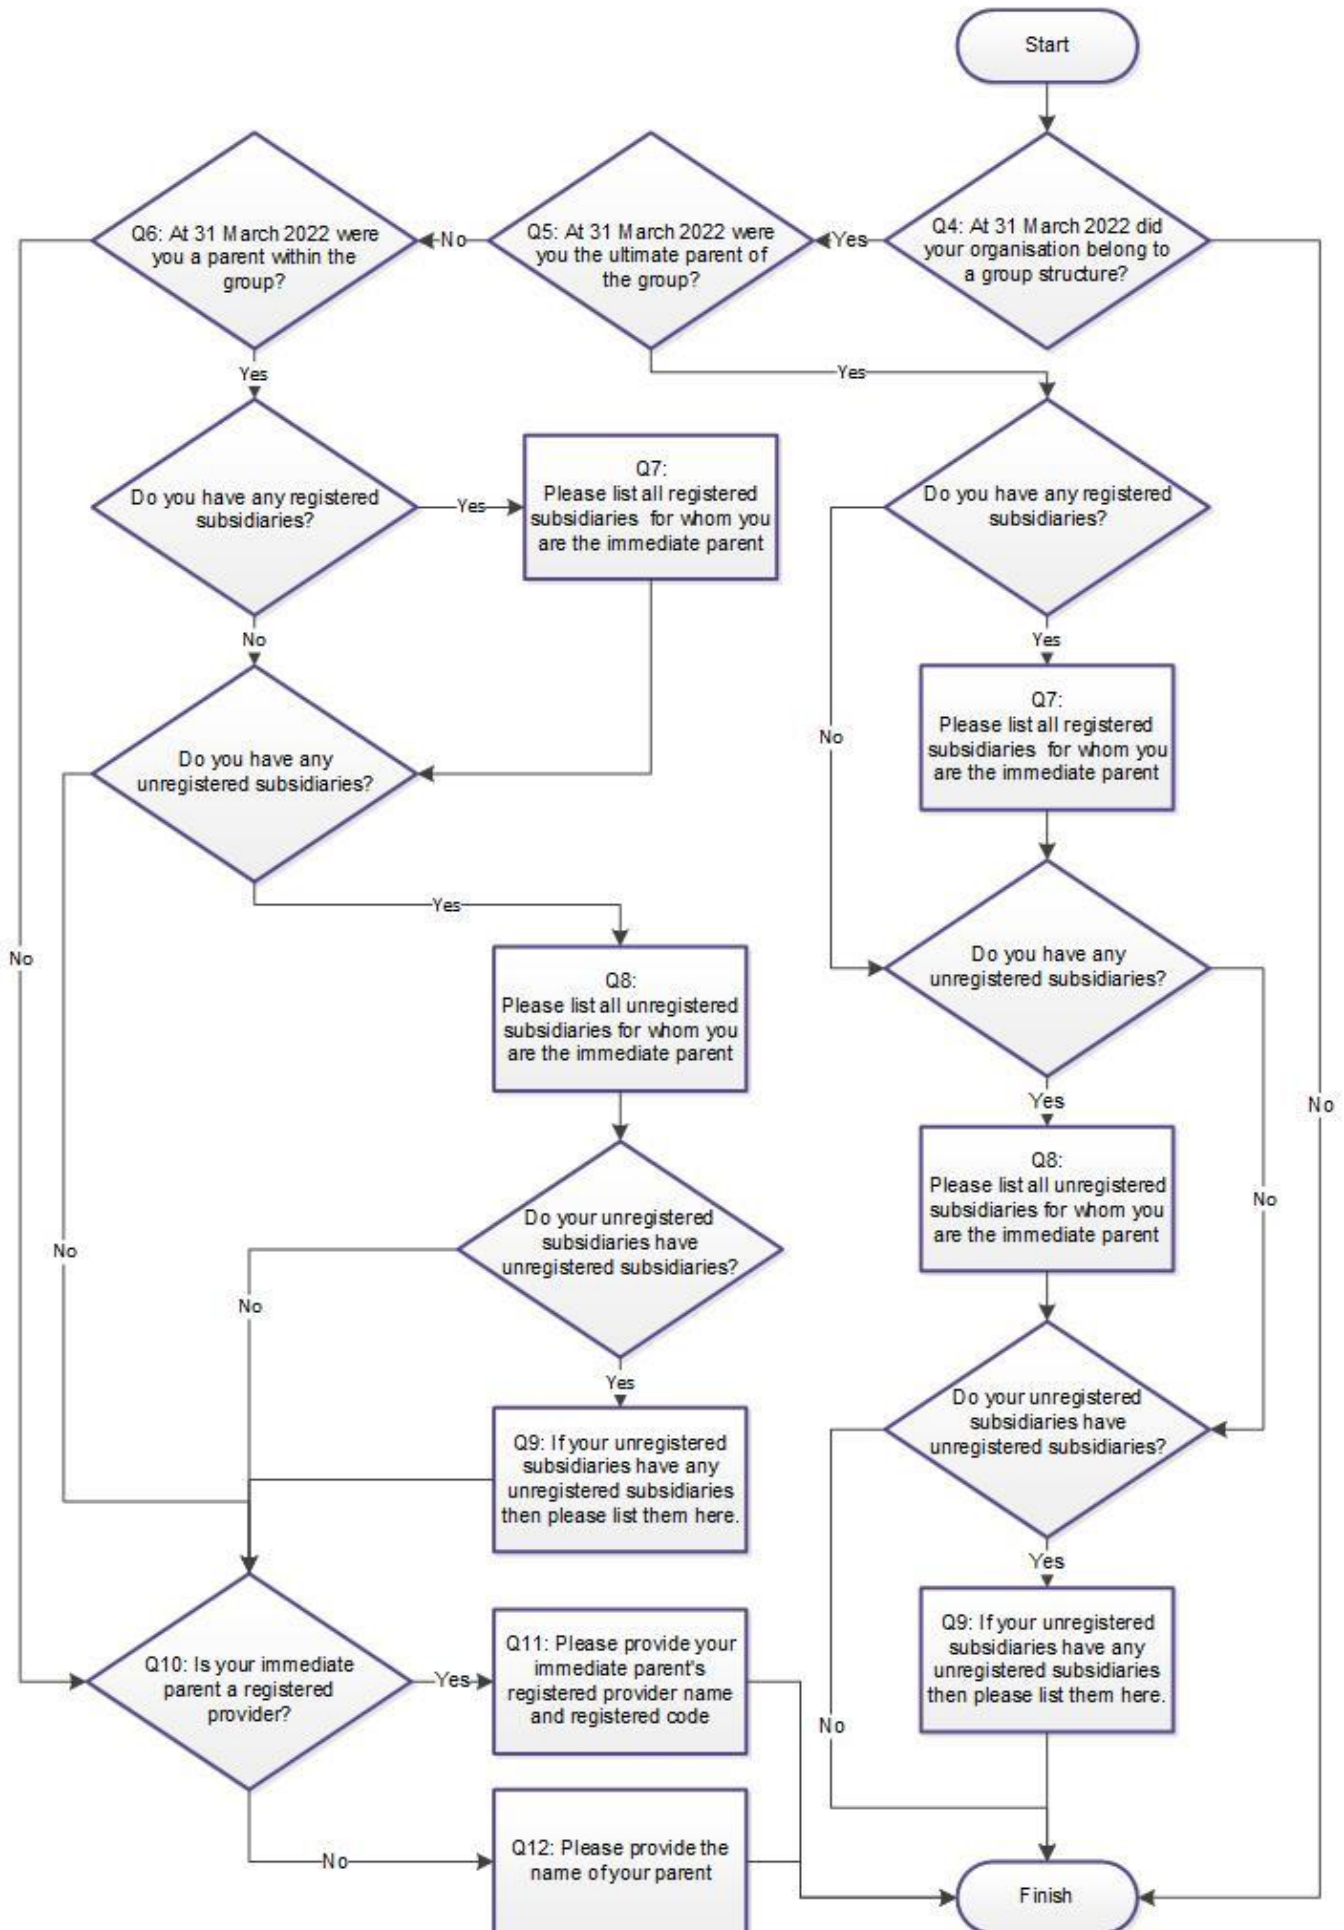 Start
Q6: At 31 March 2022 were
you a parent within the
group?
No
Q5: At 31 March 2022 were
you the ultimate parent of
the group?
Yes
Q4: At 31 March 2022 did
your organisation belong to
a group structure?
Yes
Yes
Do you have any registered
subsidiaries?
Yes
Q7:
Please list all registered
subsidiaries for whom you
are the immediate parent
Do you have any registered
subsidiaries?
No
Yes
Q7:
Please list all registered
subsidiaries for whom you
are the immediate parent
No
Do you have any
unregistered subsidiaries?
Yes
No
Q8:
Please list all unregistered
subsidiaries for whom you
are the immediate parent
Do you have any
unregistered subsidiaries?
Yes
No
Q8:
Please list all unregistered
subsidiaries for whom you
are the immediate parent
No
Do your unregistered
subsidiaries have
unregistered subsidiaries?
No
No
Yes
Do your unregistered
subsidiaries have
unregistered subsidiaries?
Q9: If your unregistered
subsidiaries have any
unregistered subsidiaries
then please list them here.
Yes
Q9: If your unregistered
subsidiaries have any
unregistered subsidiaries
then please list them here.
No
Q10: Is your immediate
parent a registered
provider?
Yes
Q11: Please provide your
immediate parent's
registered provider name
and registered code
No
Q12: Please provide the
name of your parent
Finish